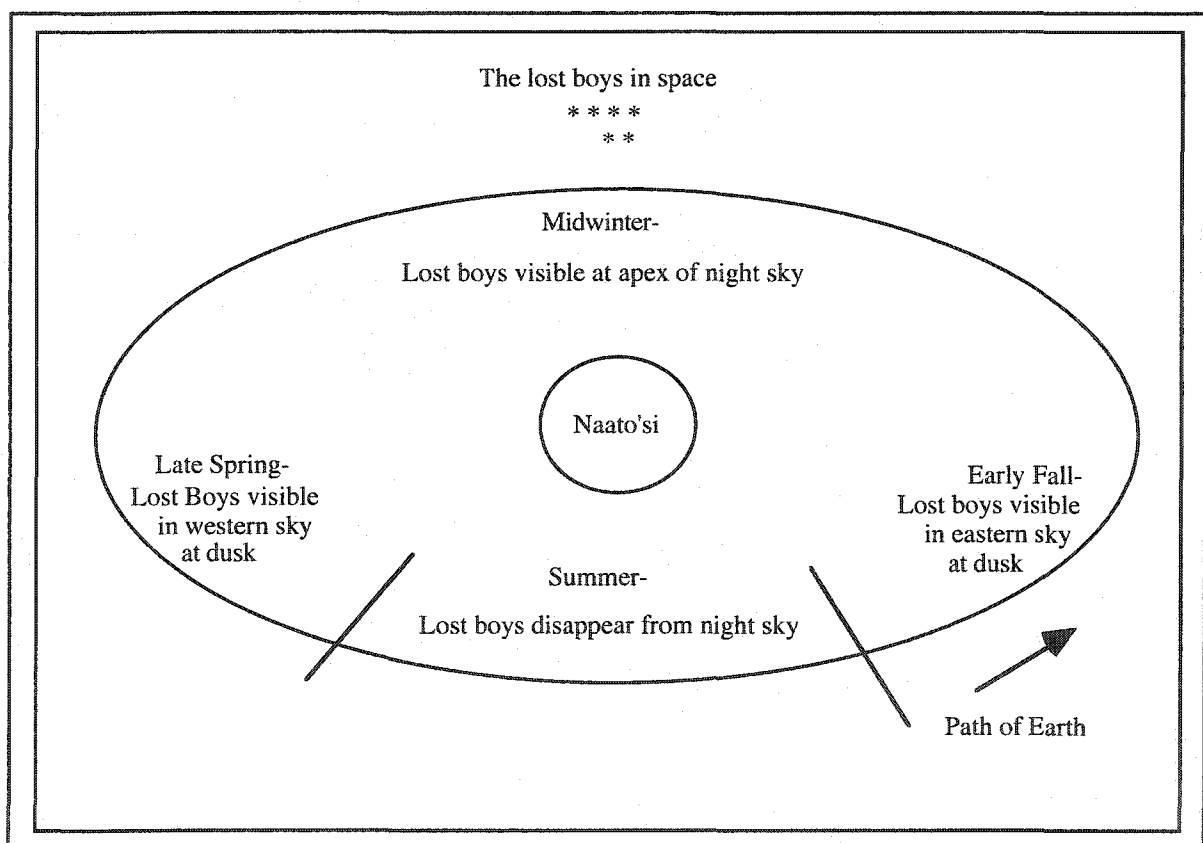 The lost boys in space
* * * *
* *
Midwinter-
Lost boys visible at apex of night sky
Naato'si
Late Spring-
Lost Boys visible
in western sky
at dusk
Early Fall-
Lost boys visible
in eastern sky
at dusk
Summer-
Lost boys disappear from night sky
Path of Earth